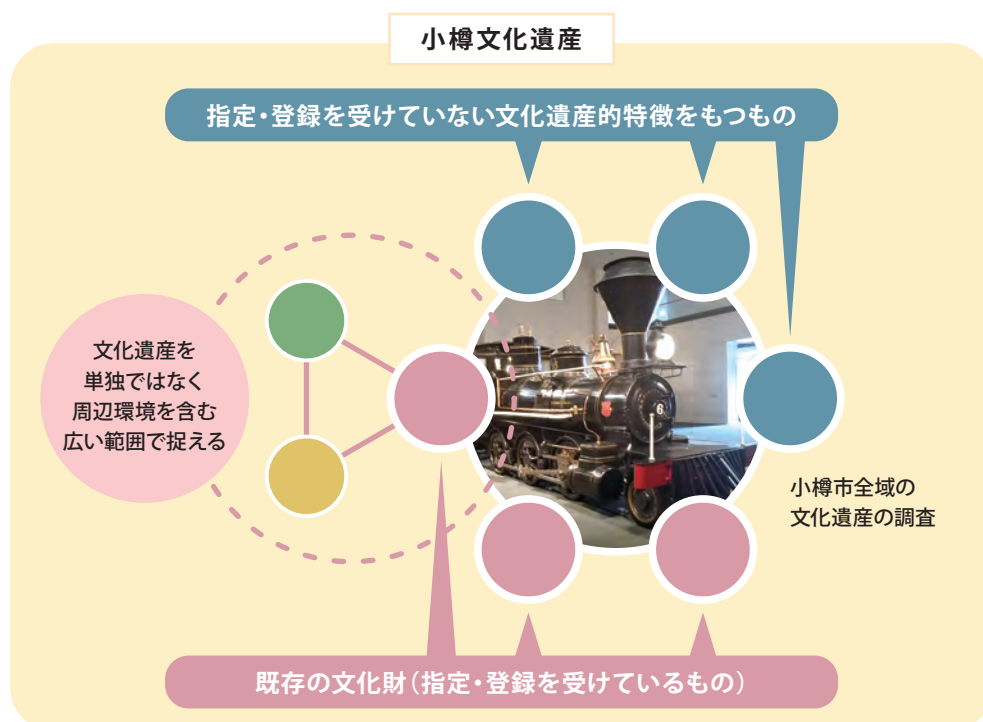 小樽文化遺産
指定・登録を受けていない文化遺産的特徴をもつもの
文化遺産を
単独ではなく
周辺環境を含む
広い範囲で捉える
6
小樽市全域の
文化遺産の調査
既存の文化財(指定・登録を受けているもの)